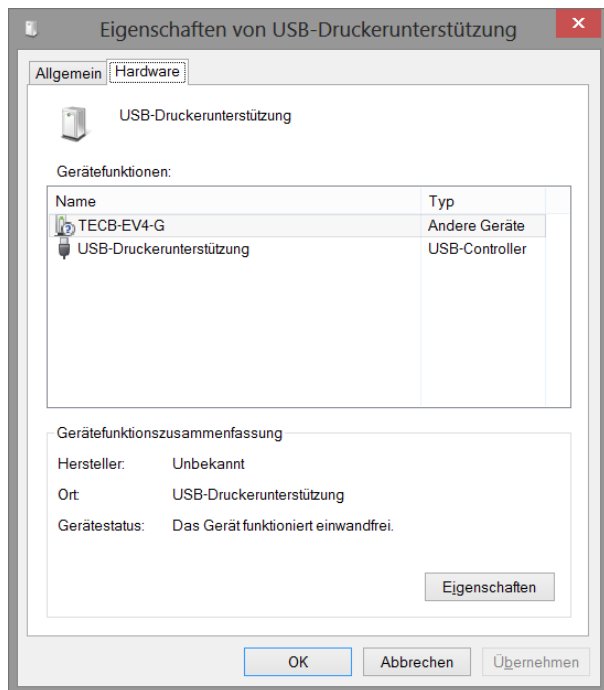 Eigenschaften von USB-Druckerunterstützung
Allgemein Hardware
USB-Druckerunterstützung
Gerätefunktionen:
Name Typ
TECB-EV4-G Andere Geräte
USB-Druckerunterstützung USB-Controller
Gerätefunktionszusammenfassung
Hersteller: Unbekannt
Ort: USB-Druckerunterstützung
Gerätestatus: Das Gerät funktioniert einwandfrei.
Eigenschaften
OK Abbrechen Übernehmen